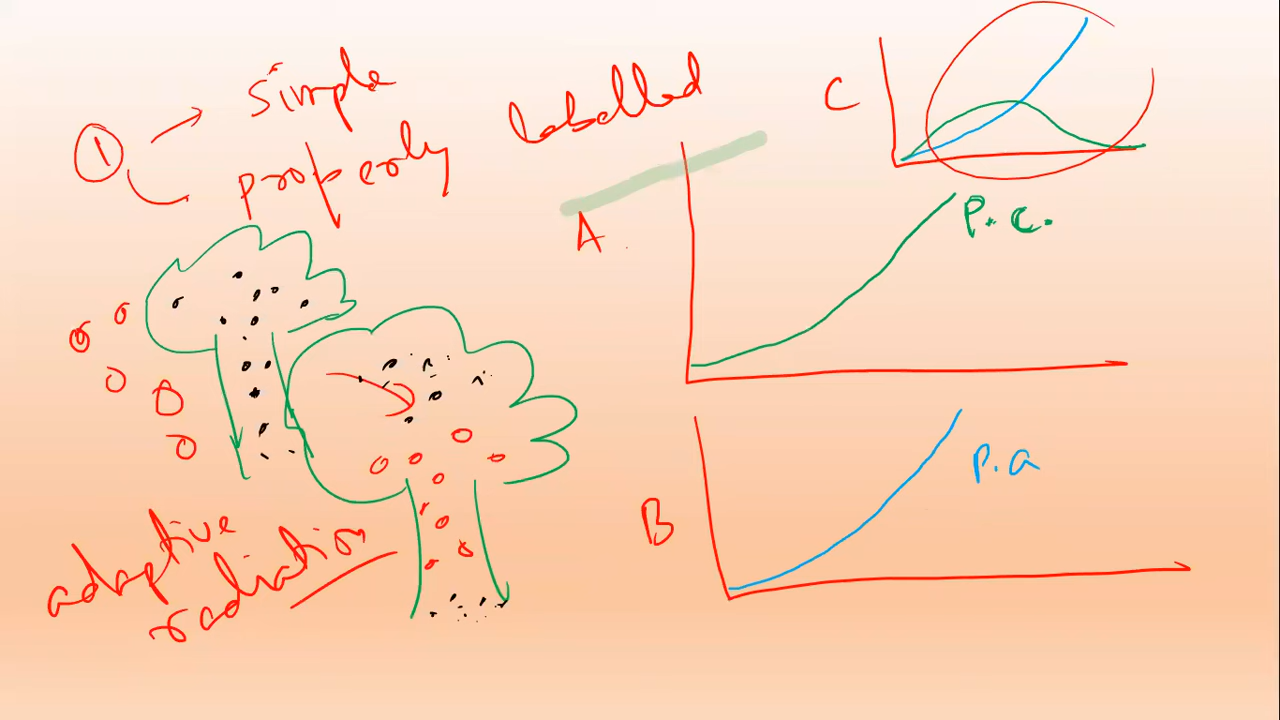 ① simple
properly labelled
C
A
P. C.
B
P. a
adaptive
radiation